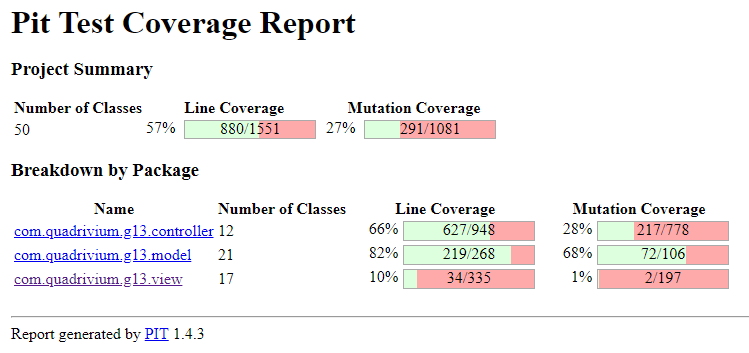 Pit Test Coverage Report
Project Summary
Number of Classes Line Coverage Mutation Coverage
50 57% 880/1551 27% 291/1081
Breakdown by Package
Name Number of Classes Line Coverage Mutation Coverage
com.quadrivium.g13.controller 12 66% 627/948 28% 217/778
com.quadrivium.g13.model 21 82% 219/268 68% 72/106
com.quadrivium.g13.view 17 10% 34/335 1% 2/197
Report generated by PIT 1.4.3